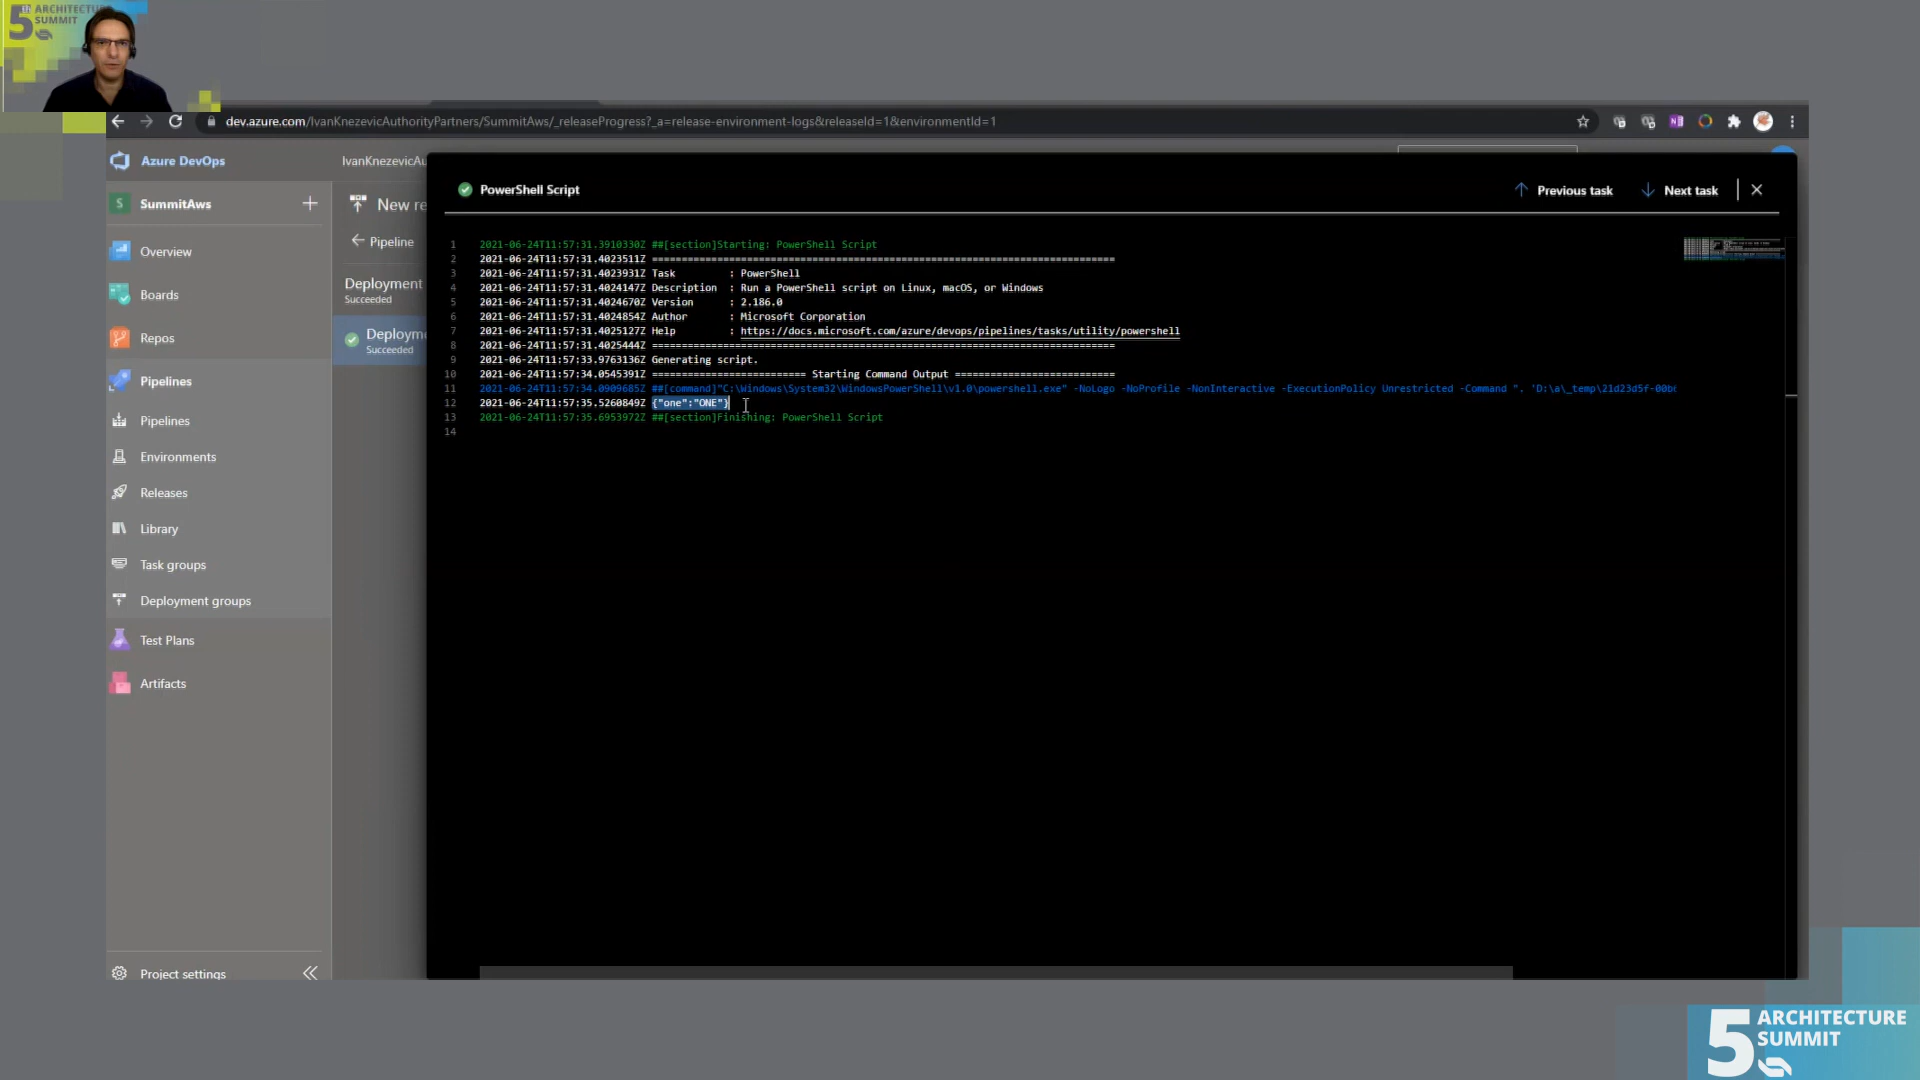 5
TH ARCHITECTURE
SUMMIT
dev.azure.com/IvanKnezevicAuthorityPartners/SummitAws/_releaseProgress?_a=release-environment-logs&releaseId=1&environmentId=1
Azure DevOps
IvanKnezevicAu
S SummitAws
New re
Overview
Pipeline
Boards
Deployment
Succeeded
Repos
Deploym
Succeeded
Pipelines
Pipelines
Environments
Releases
Library
Task groups
Deployment groups
Test Plans
Artifacts
Project settings
PowerShell Script
Previous task
Next task
1 2021-06-24T11:57:31.3910330Z ##[section]Starting: PowerShell Script
2 2021-06-24T11:57:31.4023511Z ==============================================================================
3 2021-06-24T11:57:31.4023931Z Task         : PowerShell
4 2021-06-24T11:57:31.4024147Z Description  : Run a PowerShell script on Linux, macOS, or Windows
5 2021-06-24T11:57:31.4024670Z Version      : 2.186.0
6 2021-06-24T11:57:31.4024854Z Author       : Microsoft Corporation
7 2021-06-24T11:57:31.4025127Z Help         : https://docs.microsoft.com/azure/devops/pipelines/tasks/utility/powershell
8 2021-06-24T11:57:31.4025444Z ==============================================================================
9 2021-06-24T11:57:33.9763136Z Generating script.
10 2021-06-24T11:57:34.0545391Z ========================== Starting Command Output ===========================
11 2021-06-24T11:57:34.0909685Z ##[command]"C:\Windows\System32\WindowsPowerShell\v1.0\powershell.exe" -NoLogo -NoProfile -NonInteractive -ExecutionPolicy Unrestricted -Command ". 'D:\a\_temp\21d23d5f-00b
12 2021-06-24T11:57:35.5260849Z {"one":"ONE"}
13 2021-06-24T11:57:35.6953972Z ##[section]Finishing: PowerShell Script
14
5 ARCHITECTURE
SUMMIT